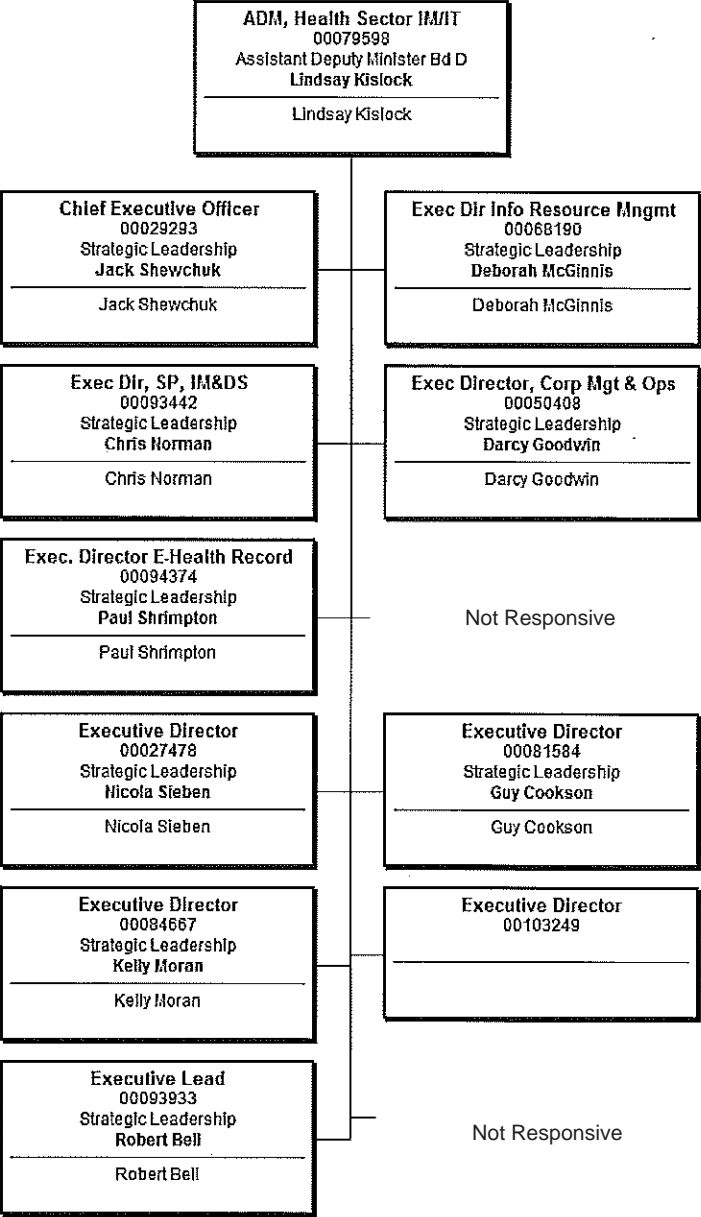 ADM, Health Sector IM/IT
00079598
Assistant Deputy Minister Bd D
Lindsay Kislock
Lindsay Kislock
Chief Executive Officer
00029293
Strategic Leadership
Jack Shewchuk
Jack Shewchuk
Exec Dir Info Resource Mngmt
00068190
Strategic Leadership
Deborah McGinnis
Deborah McGinnis
Exec Dir, SP, IM&DS
00093442
Strategic Leadership
Chris Norman
Chris Norman
Exec Director, Corp Mgt & Ops
00050408
Strategic Leadership
Darcy Goodwin
Darcy Goodwin
Exec. Director E-Health Record
00094374
Strategic Leadership
Paul Shrimpton
Paul Shrimpton
Not Responsive
Executive Director
00027478
Strategic Leadership
Nicola Sieben
Nicola Sieben
Executive Director
00081584
Strategic Leadership
Guy Cookson
Guy Cookson
Executive Director
00084667
Strategic Leadership
Kelly Moran
Kelly Moran
Executive Director
00103249
Executive Lead
00093933
Strategic Leadership
Robert Bell
Robert Bell
Not Responsive